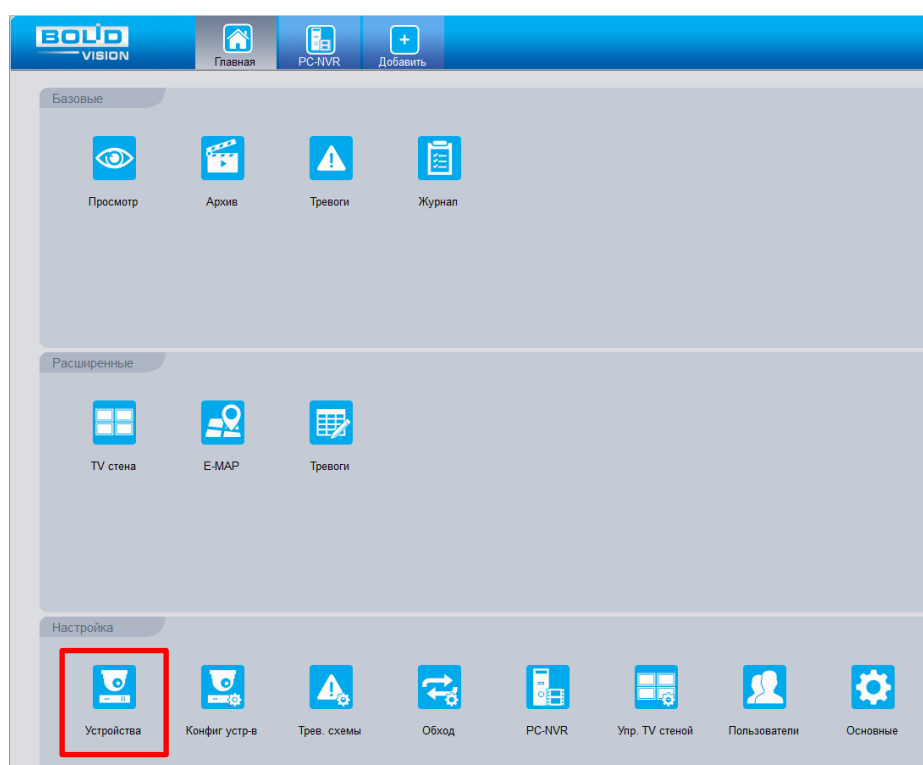 BOLID
VISION
Главная
PC-NVR
Добавить
Базовые
Просмотр
Архив
Тревоги
Журнал
Расширенные
TV стена
E-MAP
Тревоги
Настройка
Устройства
Конфиг устр-в
Трев. схемы
Обход
PC-NVR
Упр. TV стеной
Пользователи
Основные